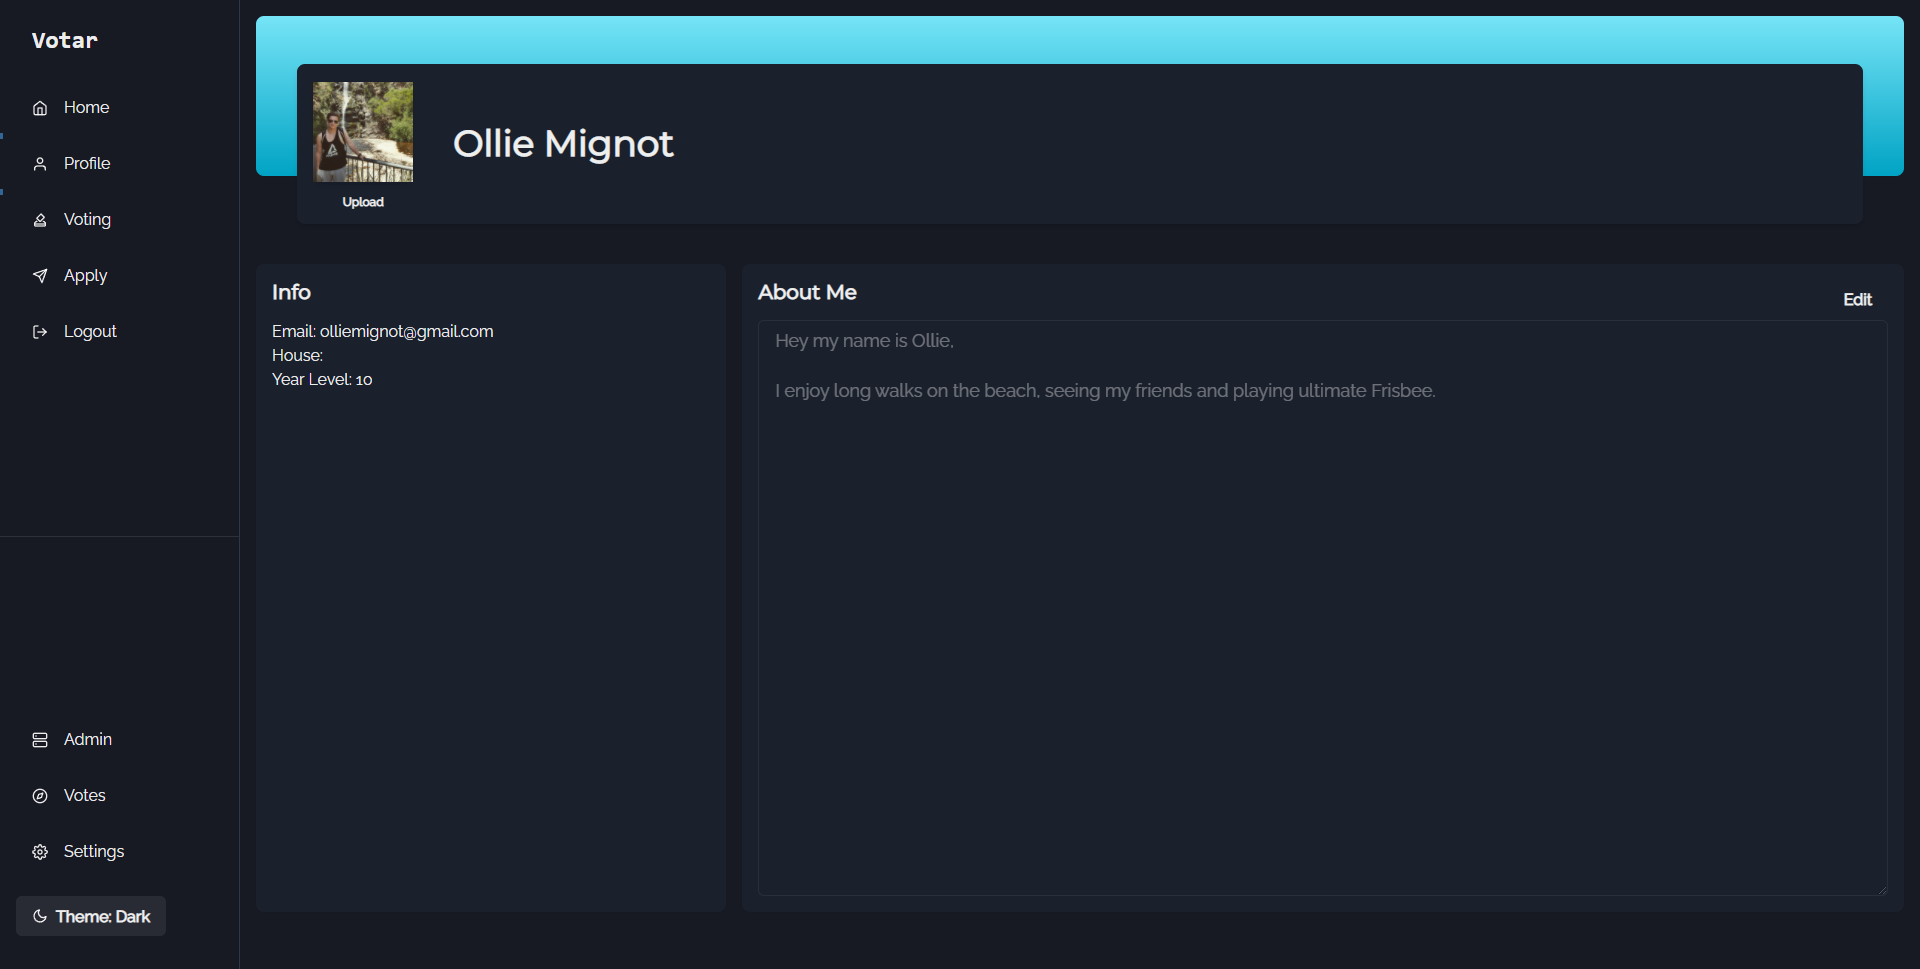 Votar
Home
Profile
Voting
Apply
Logout
Admin
Votes
Settings
Theme: Dark
Ollie Mignot
Upload
Info
Email: olliemignot@gmail.com
House:
Year Level: 10
About Me
Edit
Hey my name is Ollie,
I enjoy long walks on the beach, seeing my friends and playing ultimate Frisbee.